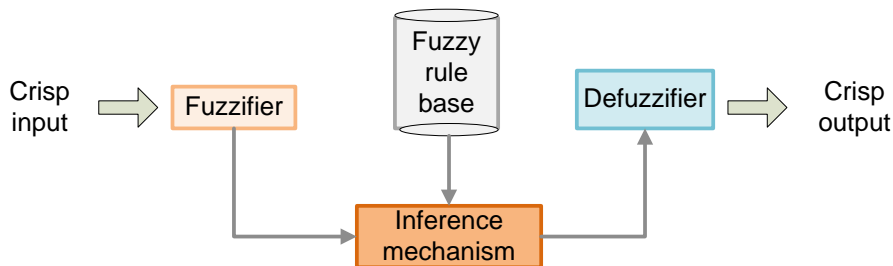 Crisp
input
Fuzzifier
Fuzzy
rule
base
Defuzzifier
Crisp
output
Inference
mechanism